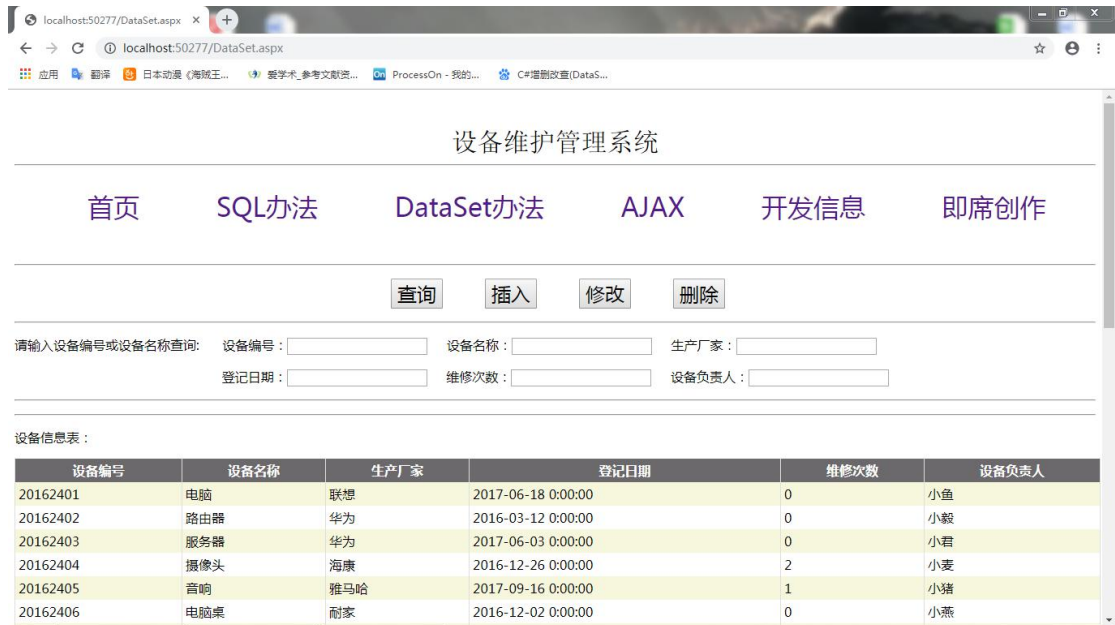 localhost:50277/DataSet.aspx
localhost:50277/DataSet.aspx
应用 翻译 日本动漫《海贼王... 爱学术_参考文献资... On ProcessOn - 我的... C#增删改查(DataS...
设备维护管理系统
首页 SQL办法 DataSet办法 AJAX 开发信息 即席创作
查询 插入 修改 删除
请输入设备编号或设备名称查询: 设备编号： 设备名称： 生产厂家：
登记日期： 维修次数： 设备负责人：
设备信息表：
设备编号 设备名称 生产厂家 登记日期 维修次数 设备负责人
20162401 电脑 联想 2017-06-18 0:00:00 0 小鱼
20162402 路由器 华为 2016-03-12 0:00:00 0 小毅
20162403 服务器 华为 2017-06-03 0:00:00 0 小君
20162404 摄像头 海康 2016-12-26 0:00:00 2 小麦
20162405 音响 雅马哈 2017-09-16 0:00:00 1 小猪
20162406 电脑桌 耐家 2016-12-02 0:00:00 0 小燕